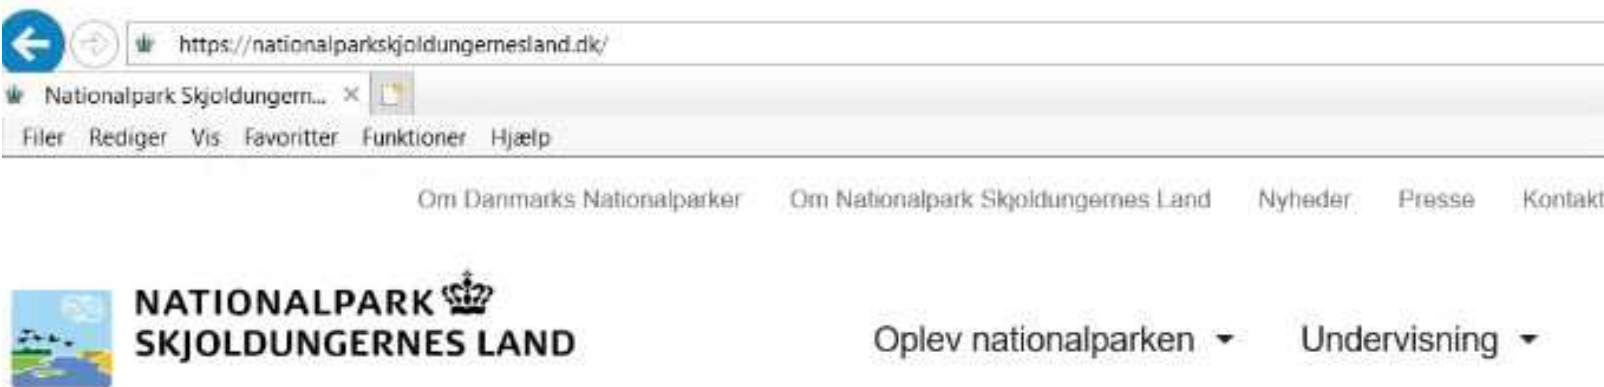 https://nationalparkskjoldungernesland.dk/
Nationalpark Skjoldungern...
Filer Rediger Vis Favoritter Funktioner Hjælp
Om Danmarks Nationalparker Om Nationalpark Skjoldungernes Land Nyheder Presse Kontakt
NATIONALPARK
SKJOLDUNGERNES LAND
Oplev nationalparken Undervisning